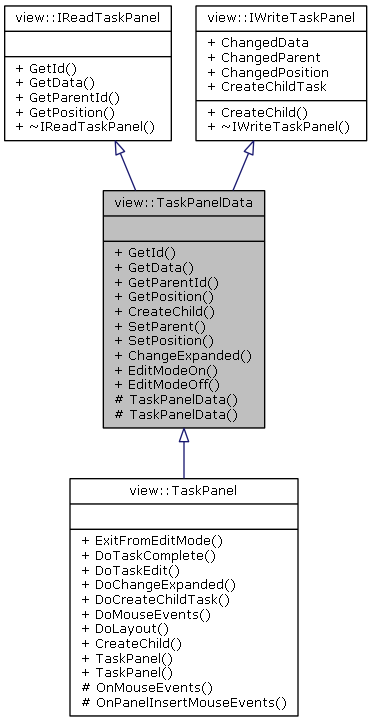 view::IReadTaskPanel
+ GetId()
+ GetData()
+ GetParentId()
+ GetPosition()
+ ~IReadTaskPanel()
view::IWriteTaskPanel
+ ChangedData
+ ChangedParent
+ ChangedPosition
+ CreateChildTask
+ CreateChild()
+ ~IWriteTaskPanel()
view::TaskPanelData
+ GetId()
+ GetData()
+ GetParentId()
+ GetPosition()
+ CreateChild()
+ SetParent()
+ SetPosition()
+ ChangeExpanded()
+ EditModeOn()
+ EditModeOff()
# TaskPanelData()
# TaskPanelData()
view::TaskPanel
+ ExitFromEditMode()
+ DoTaskComplete()
+ DoTaskEdit()
+ DoChangeExpanded()
+ DoCreateChildTask()
+ DoMouseEvents()
+ DoLayout()
+ CreateChild()
+ TaskPanel()
+ TaskPanel()
# OnMouseEvents()
# OnPanelInsertMouseEvents()